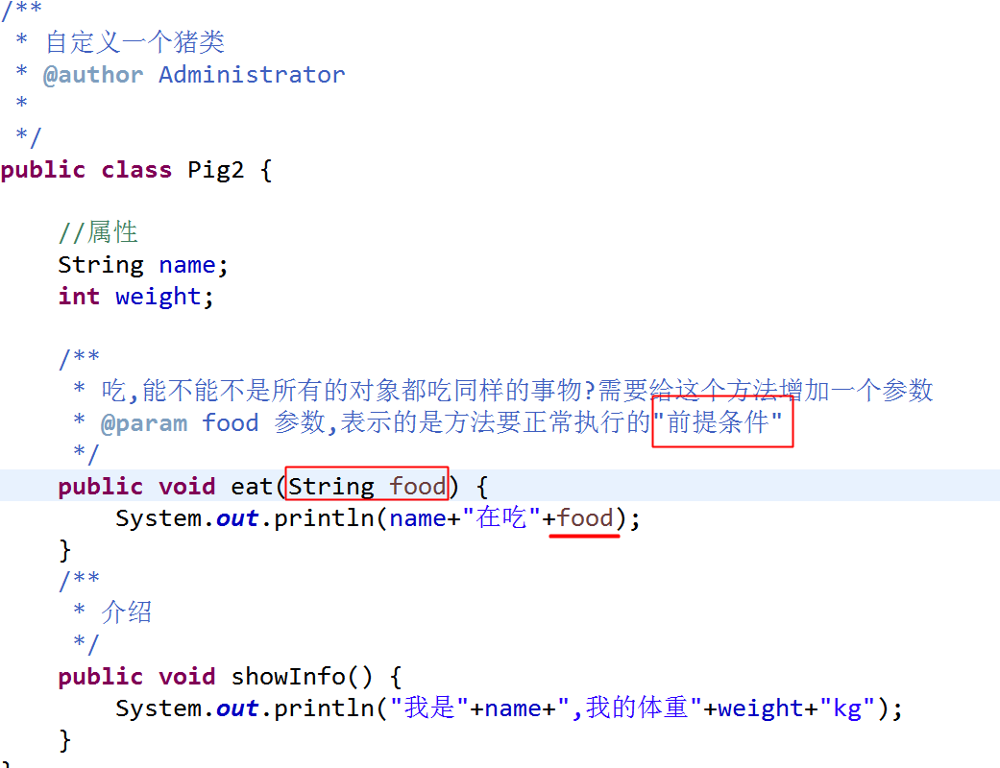 /**
 * 自定义一个猪类
 * @author Administrator
 *
 */
public class Pig2 {
    //属性
    String name;
    int weight;
    /**
     * 吃,能不能不是所有的对象都吃同样的事物?需要给这个方法增加一个参数
     * @param food 参数,表示的是方法要正常执行的"前提条件"
     */
    public void eat(String food) {
        System.out.println(name+"在吃"+food);
    }
    /**
     * 介绍
     */
    public void showInfo() {
        System.out.println("我是"+name+",我的体重"+weight+"kg");
    }
}